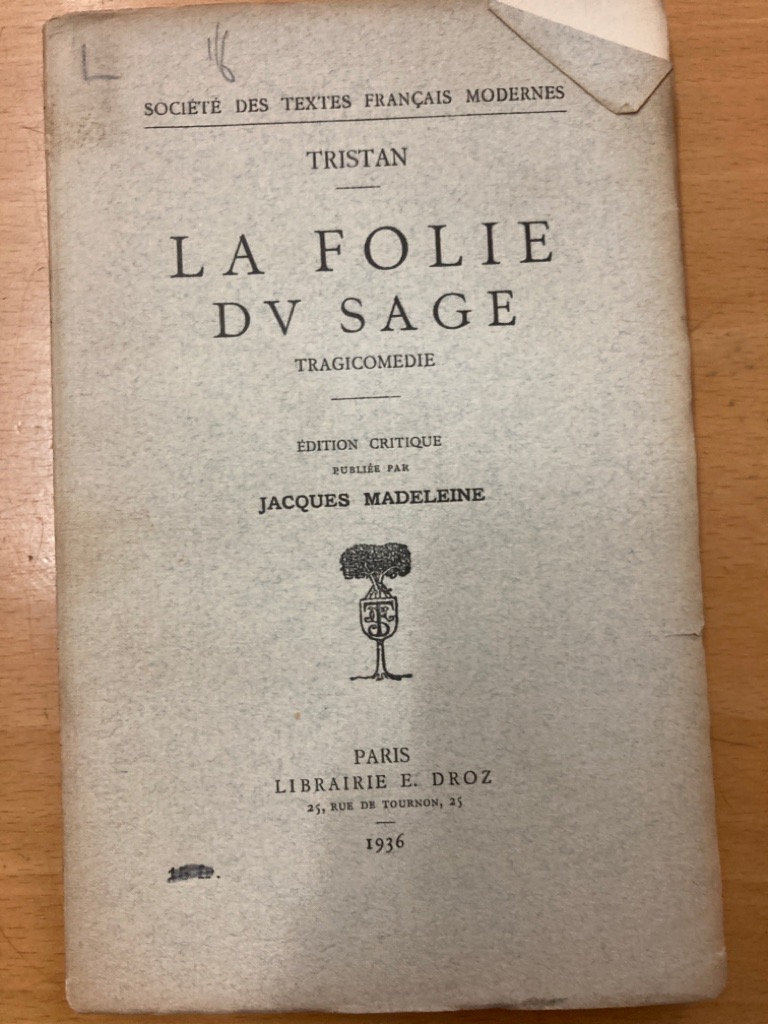 L 16
SOCIÉTÉ DES TEXTES FRANÇAIS MODERNES
TRISTAN
LA FOLIE
DV SAGE
TRAGICOMEDIE
ÉDITION CRITIQUE
PUBLIÉE PAR
JACQUES MADELEINE
PARIS
LIBRAIRIE E. DROZ
25, RUE DE TOURNON, 25
1936